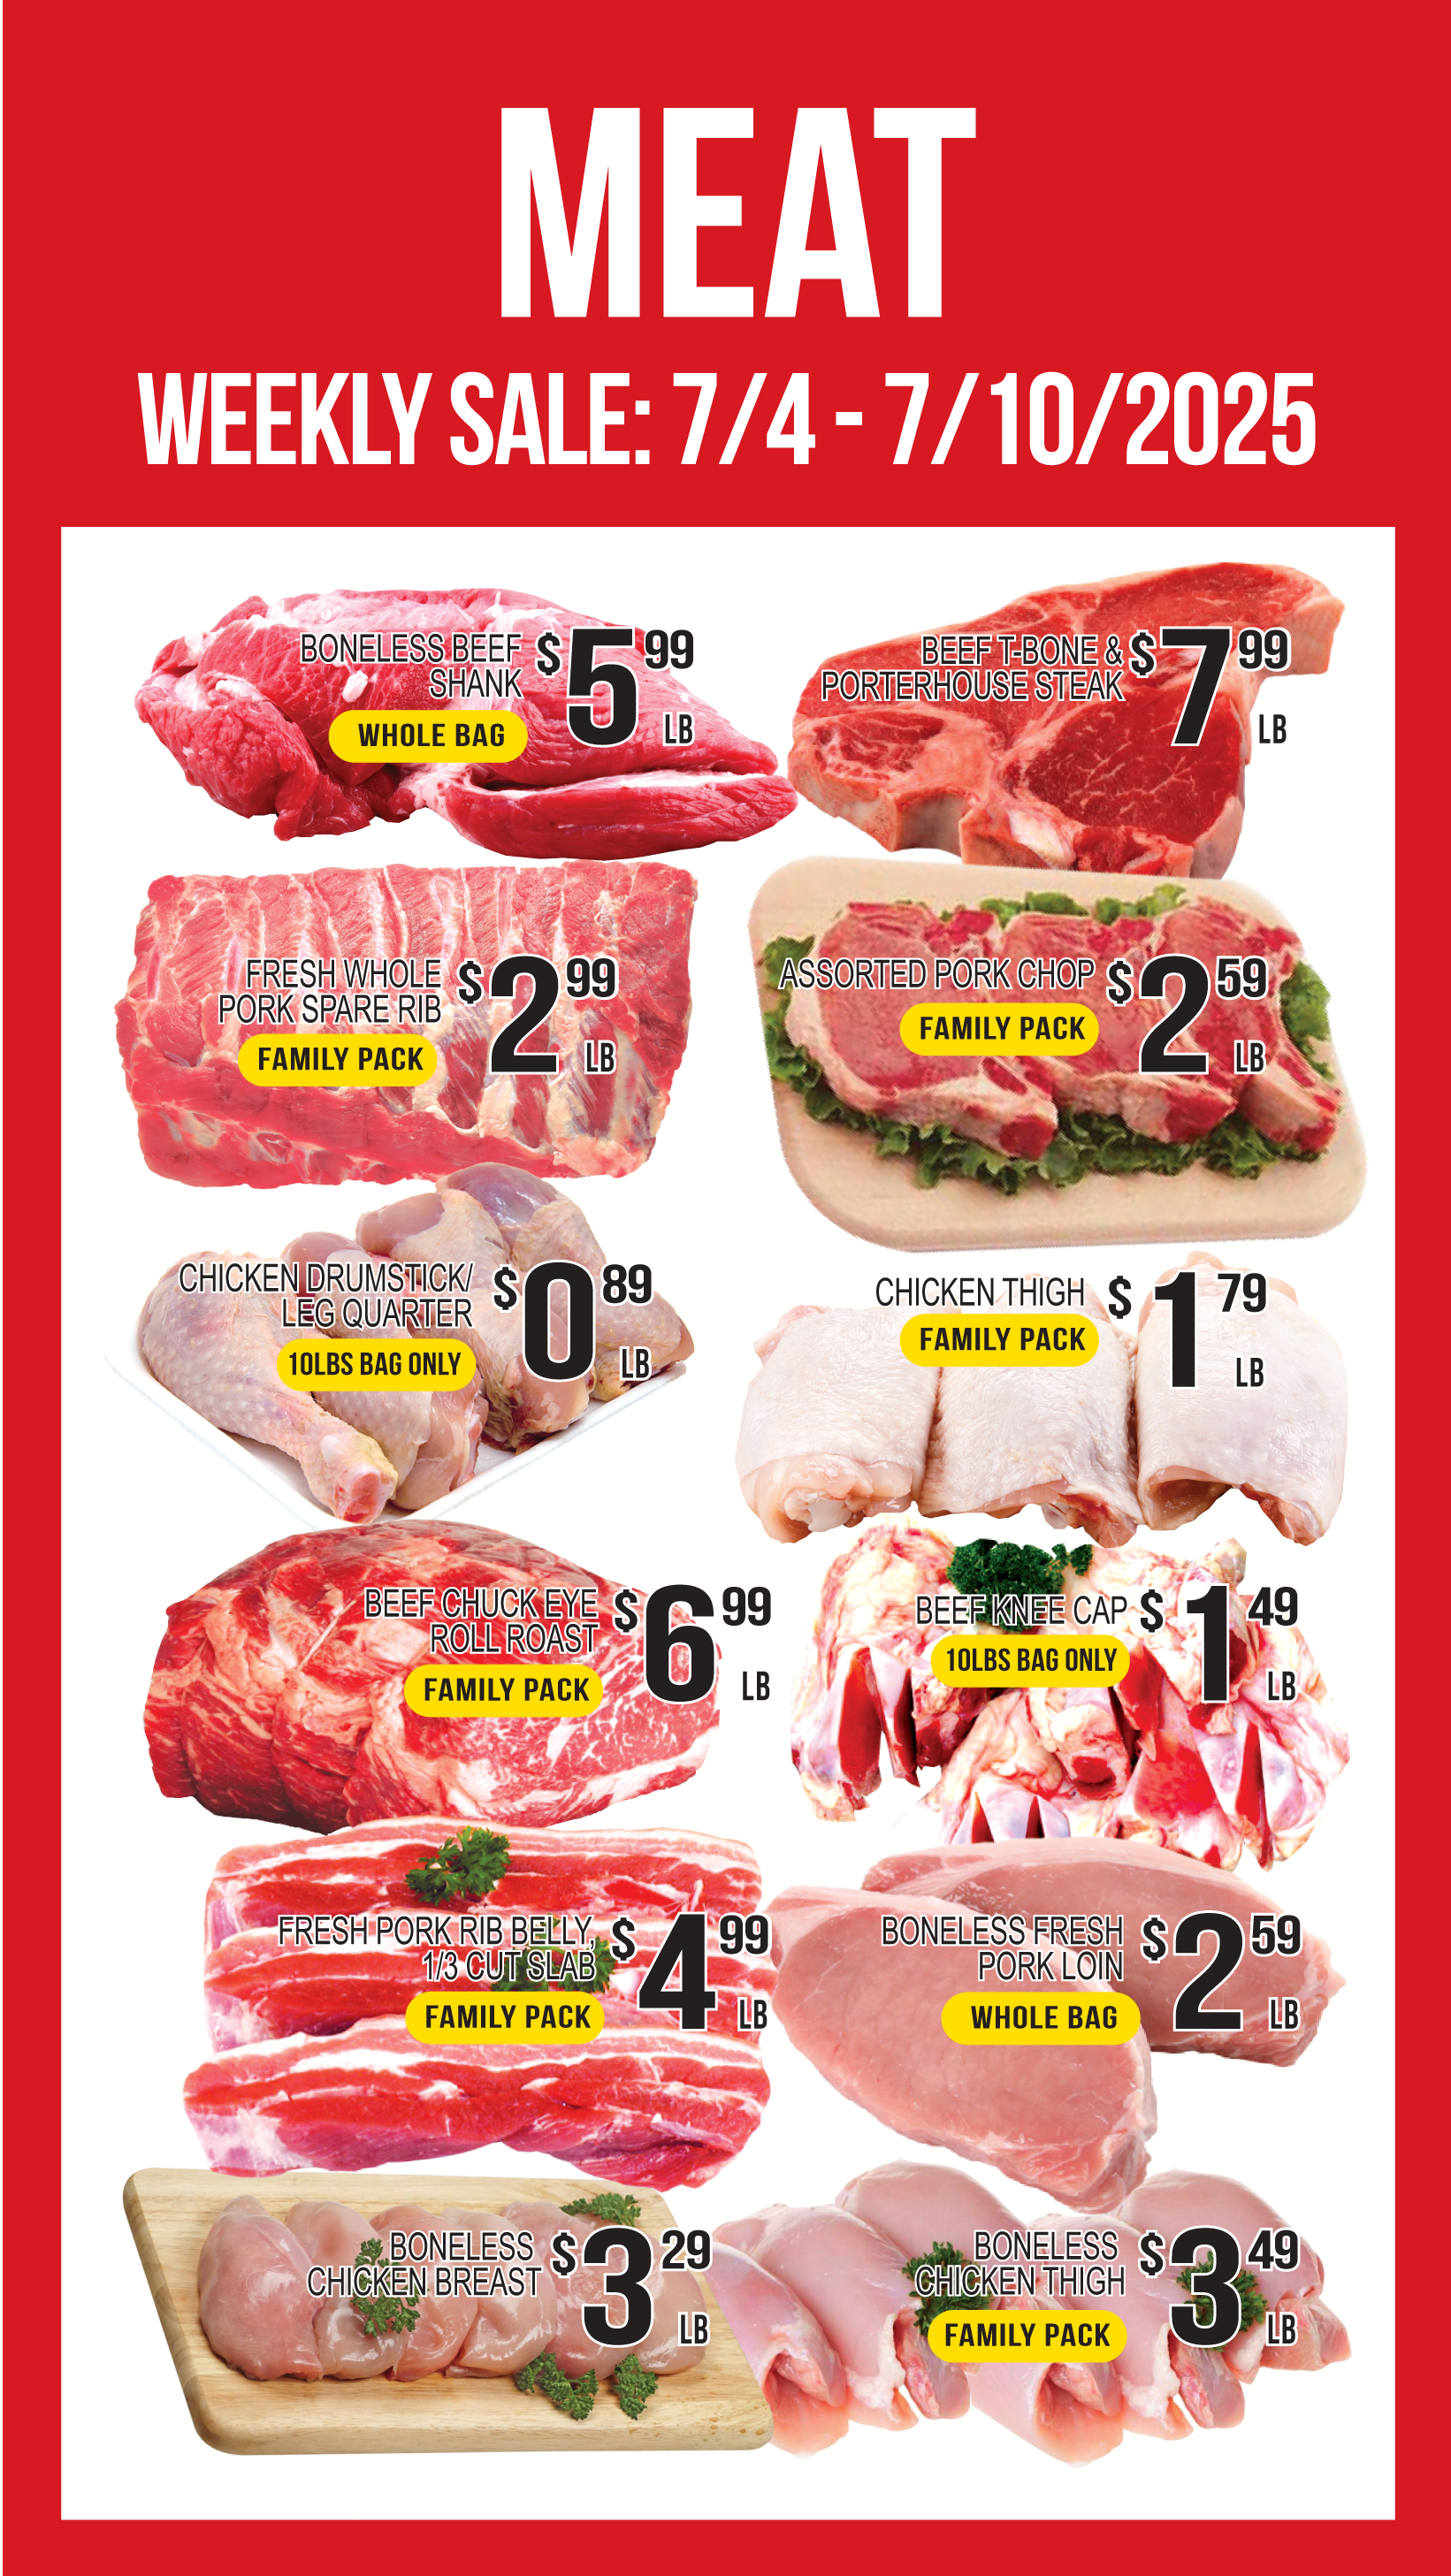 MEAT
WEEKLY SALE: 7/4 - 7/10/2025
BONELESS BEEF
SHANK
WHOLE BAG
$5 99
LB
BEEF T-BONE &
PORTERHOUSE STEAK
$7 99
LB
FRESH WHOLE
PORK SPARE RIB
FAMILY PACK
$2 99
LB
ASSORTED PORK CHOP
FAMILY PACK
$2 59
LB
CHICKEN DRUMSTICK/
LEG QUARTER
10LBS BAG ONLY
$0 89
LB
CHICKEN THIGH
FAMILY PACK
$1 79
LB
BEEF CHUCK EYE
ROLL ROAST
FAMILY PACK
$6 99
LB
BEEF KNEE CAP
10LBS BAG ONLY
$1 49
LB
FRESH PORK RIB BELLY,
1/3 CUT SLAB
FAMILY PACK
$4 99
LB
BONELESS FRESH
PORK LOIN
WHOLE BAG
$2 59
LB
BONELESS
CHICKEN BREAST
$3 29
LB
BONELESS
CHICKEN THIGH
FAMILY PACK
$3 49
LB